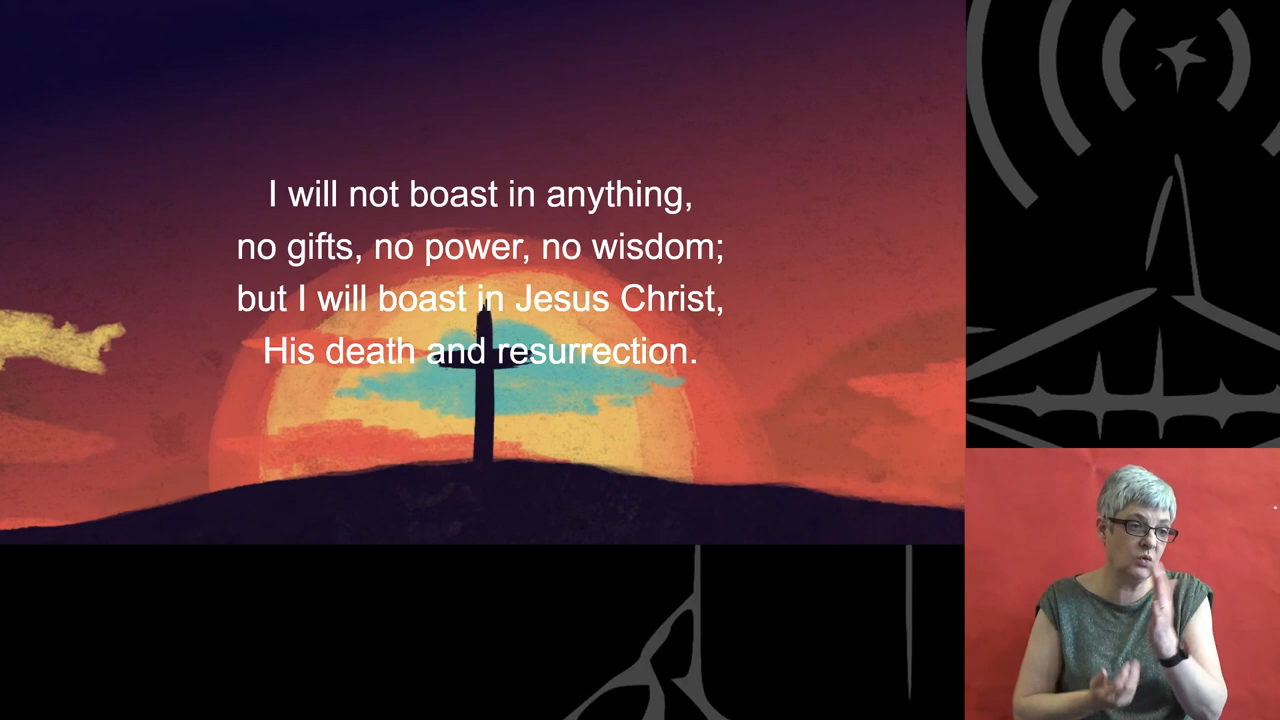 I will not boast in anything,
no gifts, no power, no wisdom;
but I will boast in Jesus Christ,
His death and resurrection.